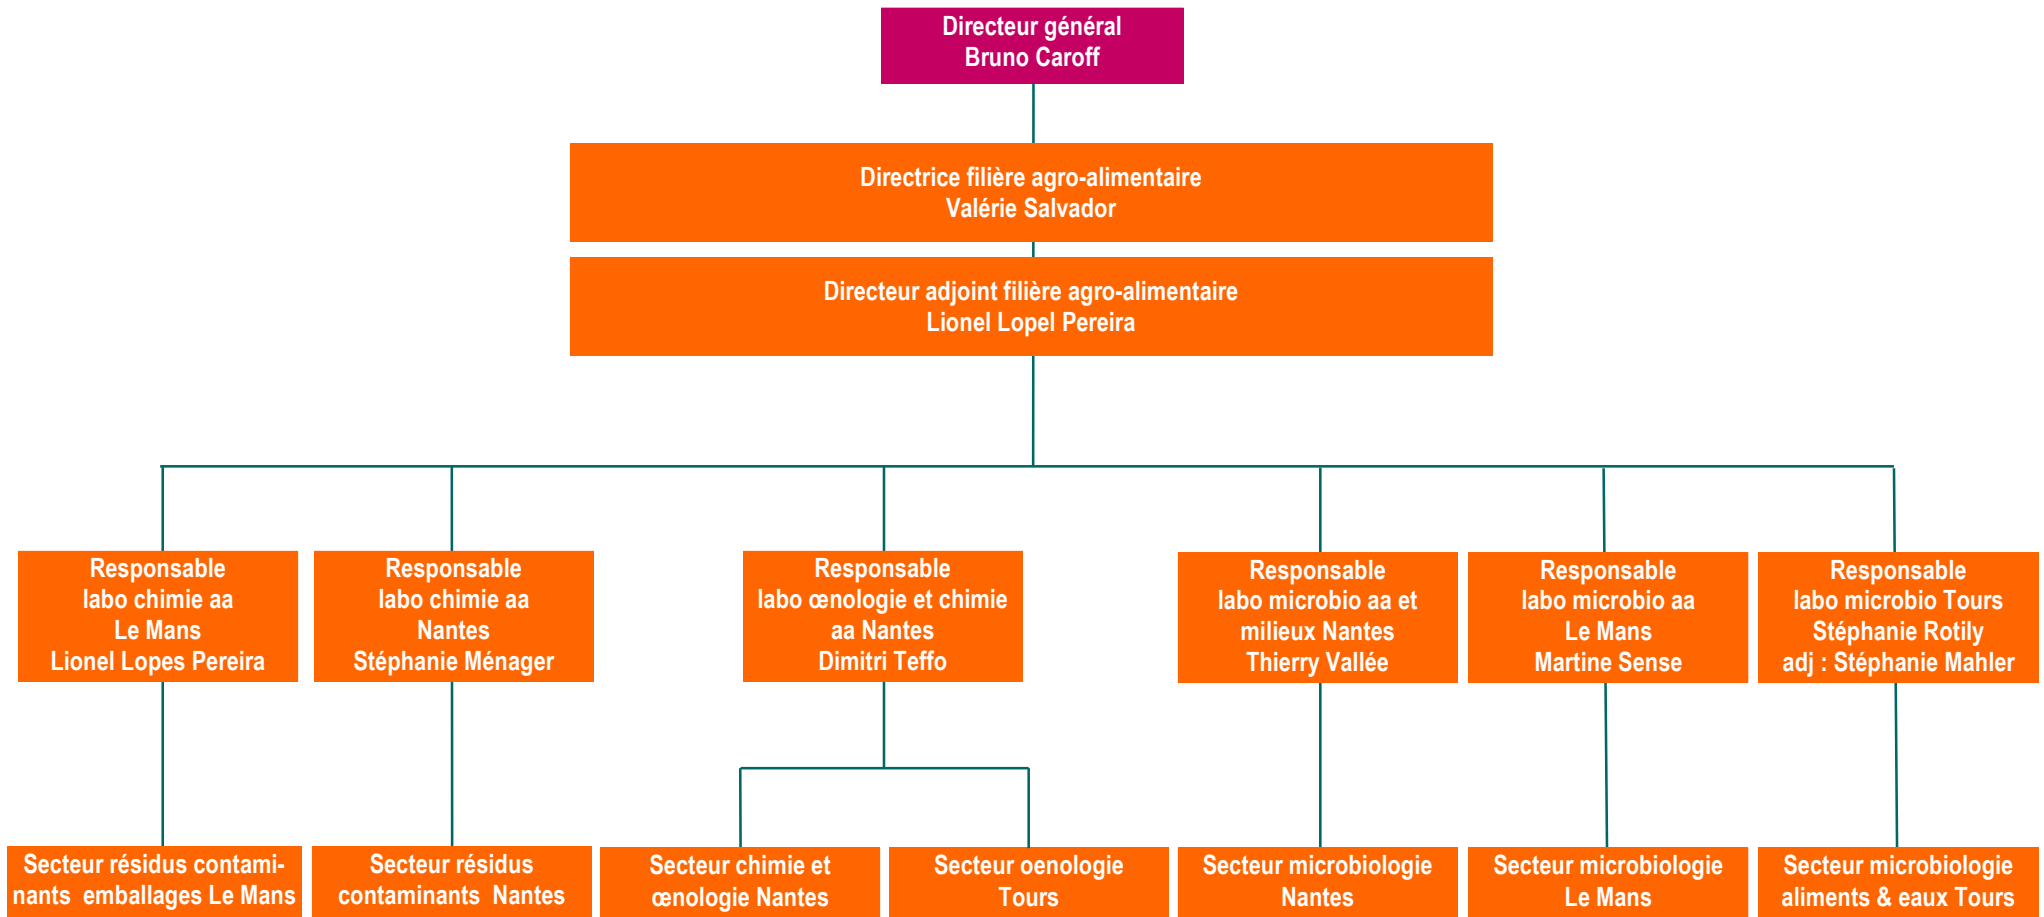 Directeur général
Bruno Caroff
Directrice filière agro-alimentaire
Valérie Salvador
Directeur adjoint filière agro-alimentaire
Lionel Lopel Pereira
Responsable
labo chimie aa
Le Mans
Lionel Lopes Pereira
Responsable
labo chimie aa
Nantes
Stéphanie Ménager
Responsable
labo œnologie et chimie
aa Nantes
Dimitri Teffo
Responsable
labo microbio aa et
milieux Nantes
Thierry Vallée
Responsable
labo microbio aa
Le Mans
Martine Sense
Responsable
labo microbio Tours
Stéphanie Rotily
adj : Stéphanie Mahler
Secteur résidus contami-
nants emballages Le Mans
Secteur résidus
contaminants Nantes
Secteur chimie et
œnologie Nantes
Secteur oenologie
Tours
Secteur microbiologie
Nantes
Secteur microbiologie
Le Mans
Secteur microbiologie
aliments & eaux Tours